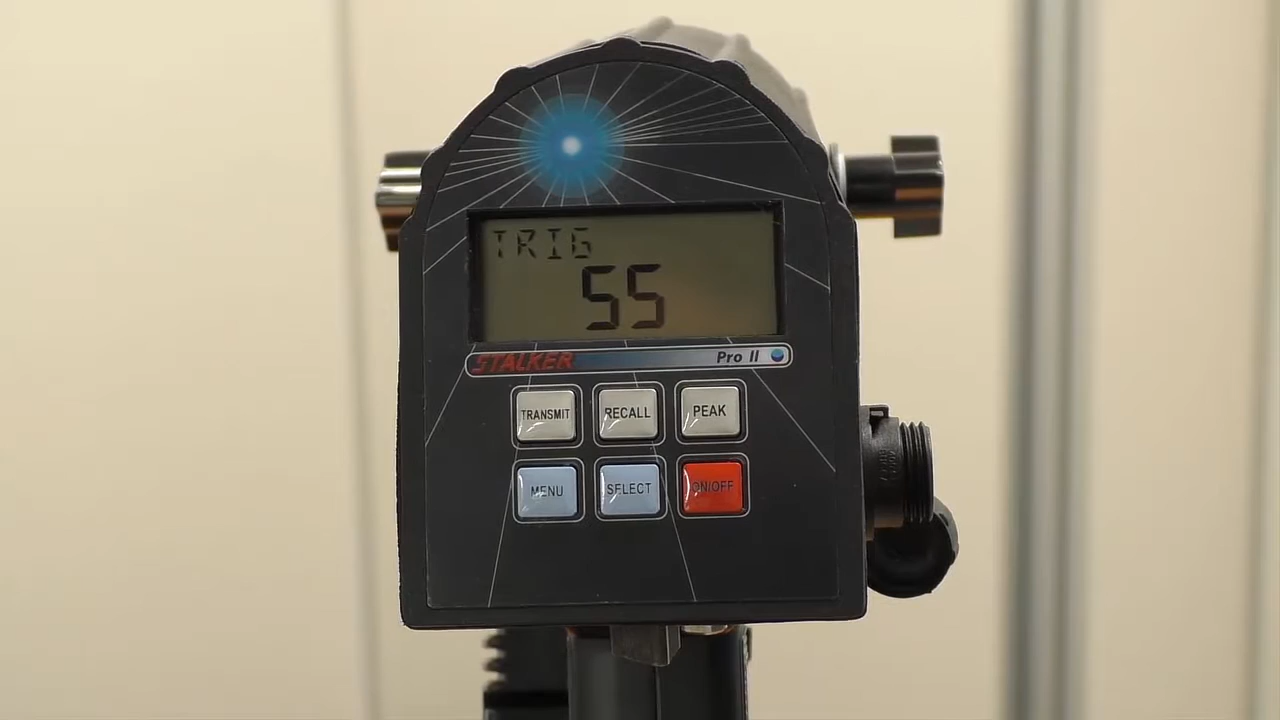 TRIG
55
STALKER Pro II
TRANSMIT RECALL PEAK
MENU SELECT ON/OFF